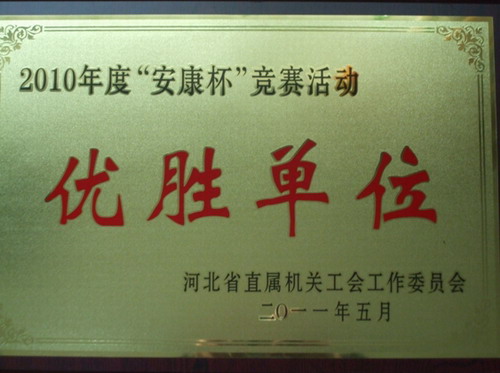 2010年度“安康杯”竞赛活动
优胜单位
河北省直属机关工会工作委员会
二〇一一年五月